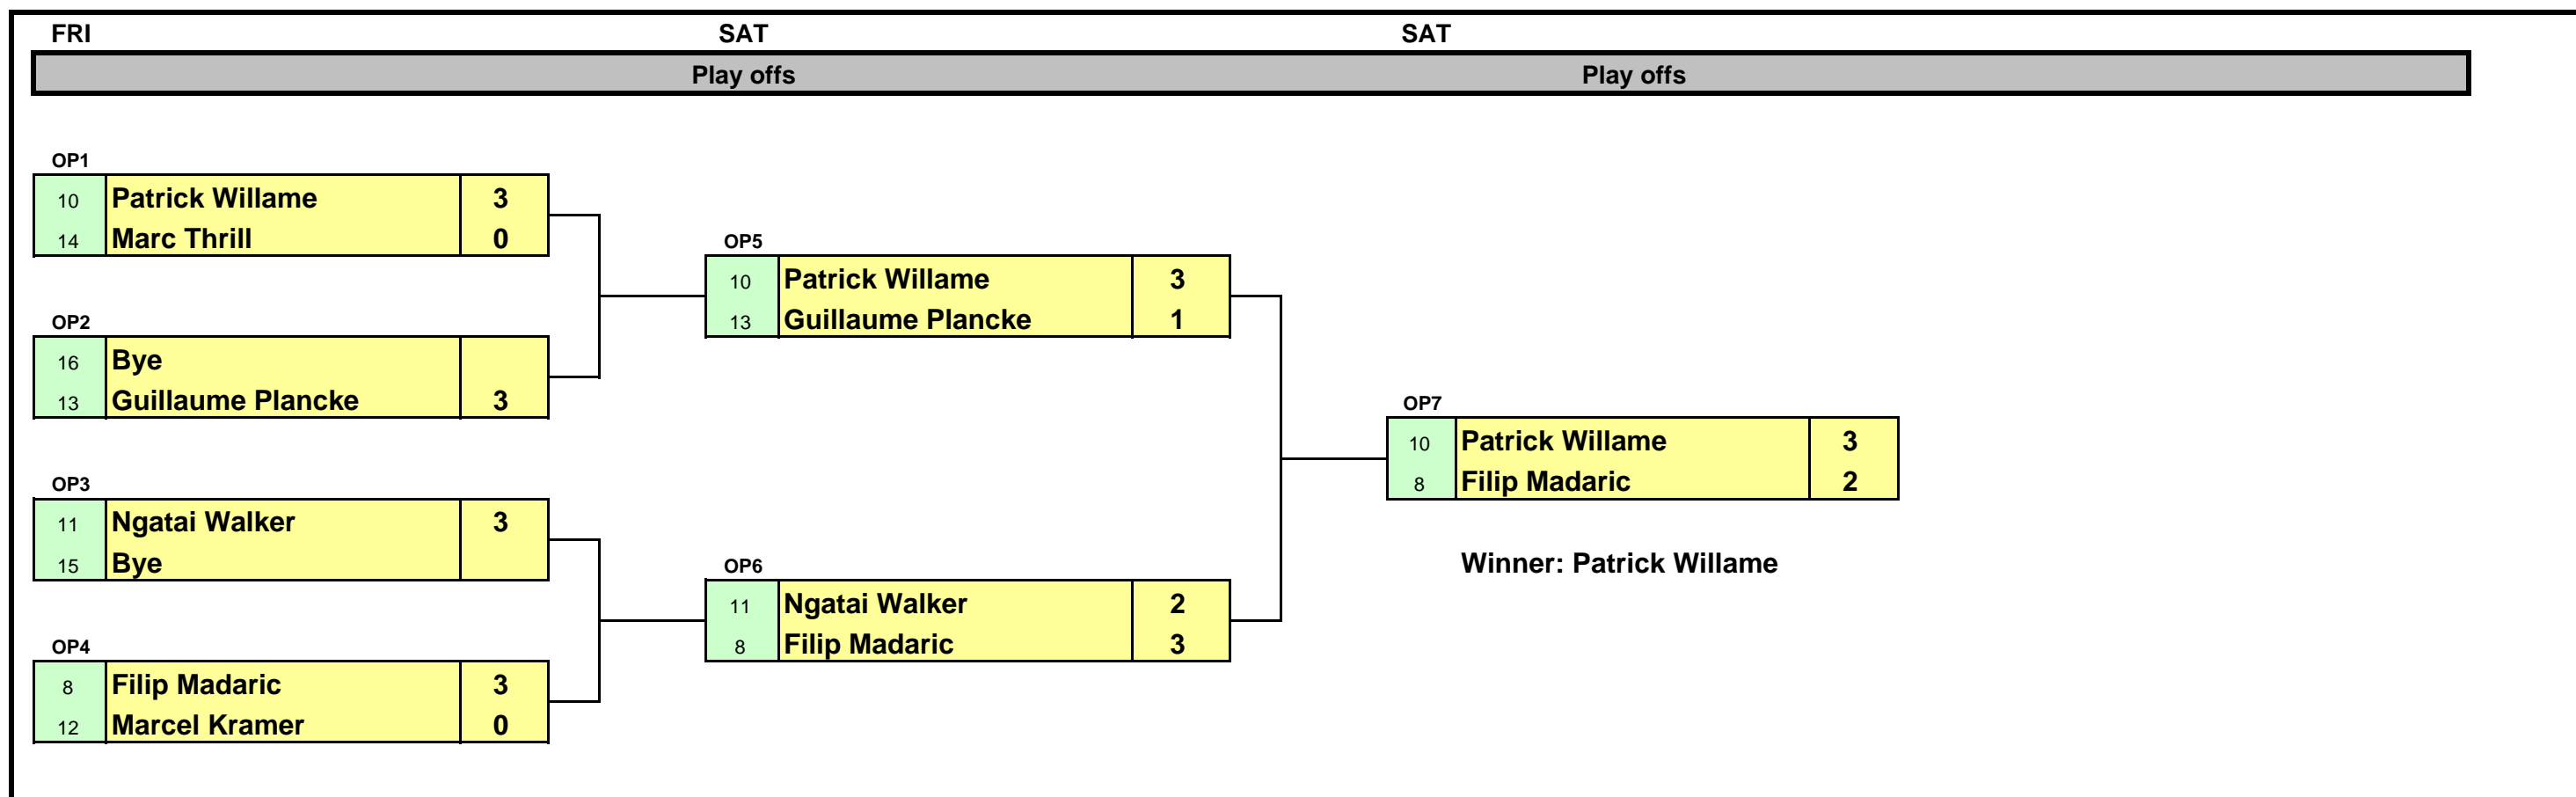 FRI SAT SAT
Play offs Play offs
OP1
10 Patrick Willame 3
14 Marc Thrill 0
OP2
16 Bye
13 Guillaume Plancke 3
OP3
11 Ngatai Walker 3
15 Bye
OP4
8 Filip Madaric 3
12 Marcel Kramer 0
OP5
10 Patrick Willame 3
13 Guillaume Plancke 1
OP6
11 Ngatai Walker 2
8 Filip Madaric 3
OP7
10 Patrick Willame 3
8 Filip Madaric 2
Winner: Patrick Willame